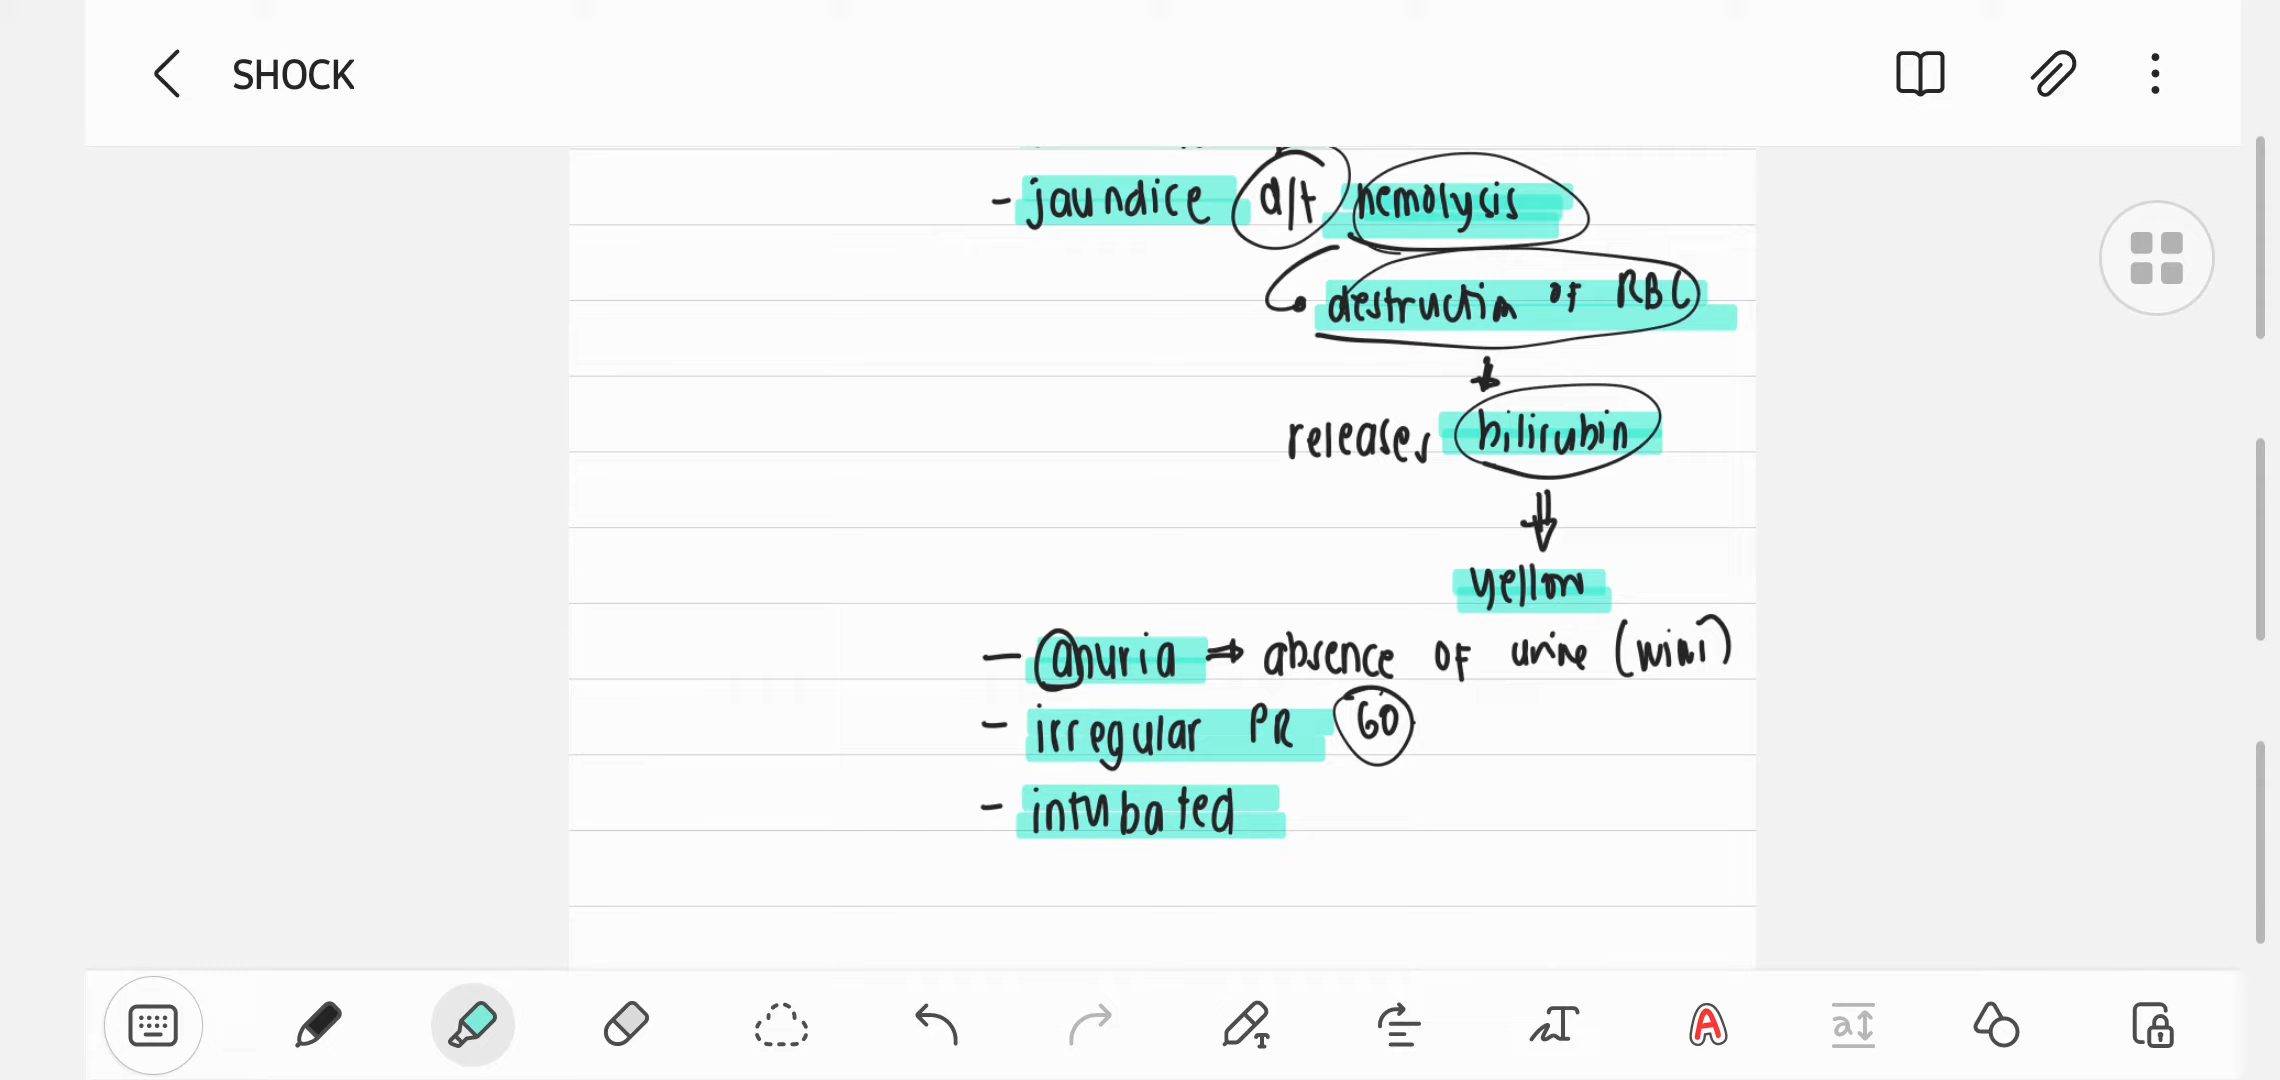 SHOCK
- jaundice d/t hemolysis
destruction of RBC
releases bilirubin
yellow
- anuria → absence of urine (wiwi)
- irregular PR 60
- intubated